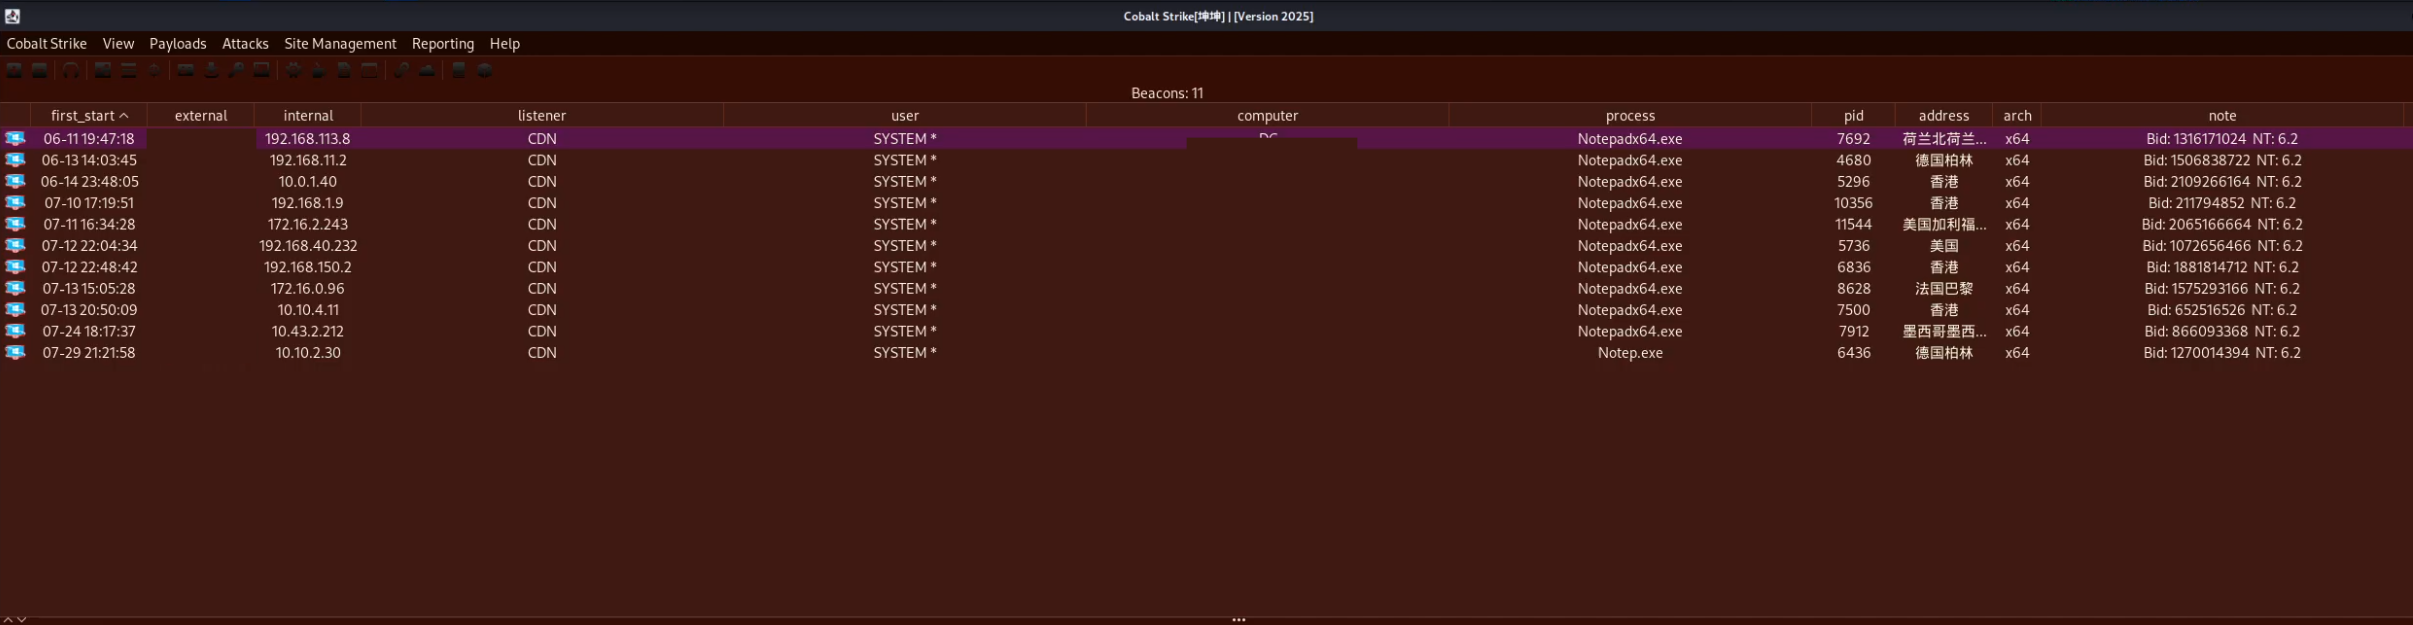 Cobalt Strike[坤坤] | [Version 2025]
Cobalt Strike View Payloads Attacks Site Management Reporting Help
Beacons: 11
first_start external internal listener user computer process pid address arch note
06-11 19:47:18 192.168.113.8 CDN SYSTEM * Notepadx64.exe 7692 荷兰北荷兰... x64 Bid: 1316171024 NT: 6.2
06-13 14:03:45 192.168.11.2 CDN SYSTEM * Notepadx64.exe 4680 德国柏林 x64 Bid: 1506838722 NT: 6.2
06-14 23:48:05 10.0.1.40 CDN SYSTEM * Notepadx64.exe 5296 香港 x64 Bid: 2109266164 NT: 6.2
07-10 17:19:51 192.168.1.9 CDN SYSTEM * Notepadx64.exe 10356 香港 x64 Bid: 211794852 NT: 6.2
07-11 16:34:28 172.16.2.243 CDN SYSTEM * Notepadx64.exe 11544 美国加利福... x64 Bid: 2065166664 NT: 6.2
07-12 22:04:34 192.168.40.232 CDN SYSTEM * Notepadx64.exe 5736 美国 x64 Bid: 1072656466 NT: 6.2
07-12 22:48:42 192.168.150.2 CDN SYSTEM * Notepadx64.exe 6836 香港 x64 Bid: 1881814712 NT: 6.2
07-13 15:05:28 172.16.0.96 CDN SYSTEM * Notepadx64.exe 8628 法国巴黎 x64 Bid: 1575293166 NT: 6.2
07-13 20:50:09 10.10.4.11 CDN SYSTEM * Notepadx64.exe 7500 香港 x64 Bid: 652516526 NT: 6.2
07-24 18:17:37 10.43.2.212 CDN SYSTEM * Notepadx64.exe 7912 墨西哥墨西... x64 Bid: 866093368 NT: 6.2
07-29 21:21:58 10.10.2.30 CDN SYSTEM * Notep.exe 6436 德国柏林 x64 Bid: 1270014394 NT: 6.2